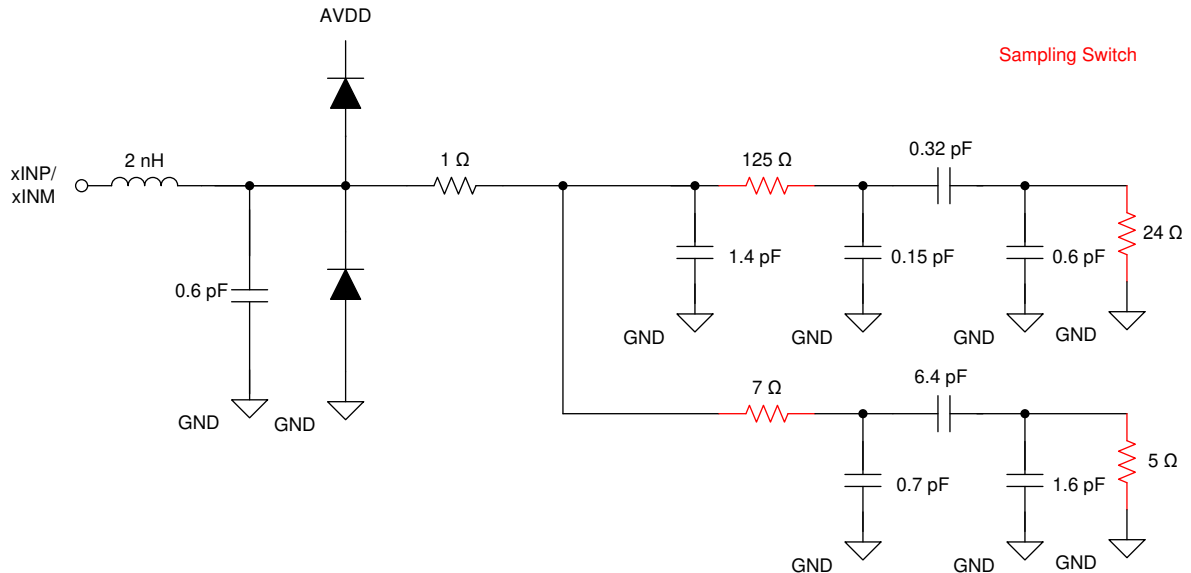 AVDD
Sampling Switch
xINP/
xINM
2 nH
1 Ω
125 Ω
0.32 pF
24 Ω
0.6 pF
1.4 pF
0.15 pF
0.6 pF
GND
GND
GND
GND
GND
GND
7 Ω
6.4 pF
5 Ω
0.7 pF
1.6 pF
GND
GND
GND